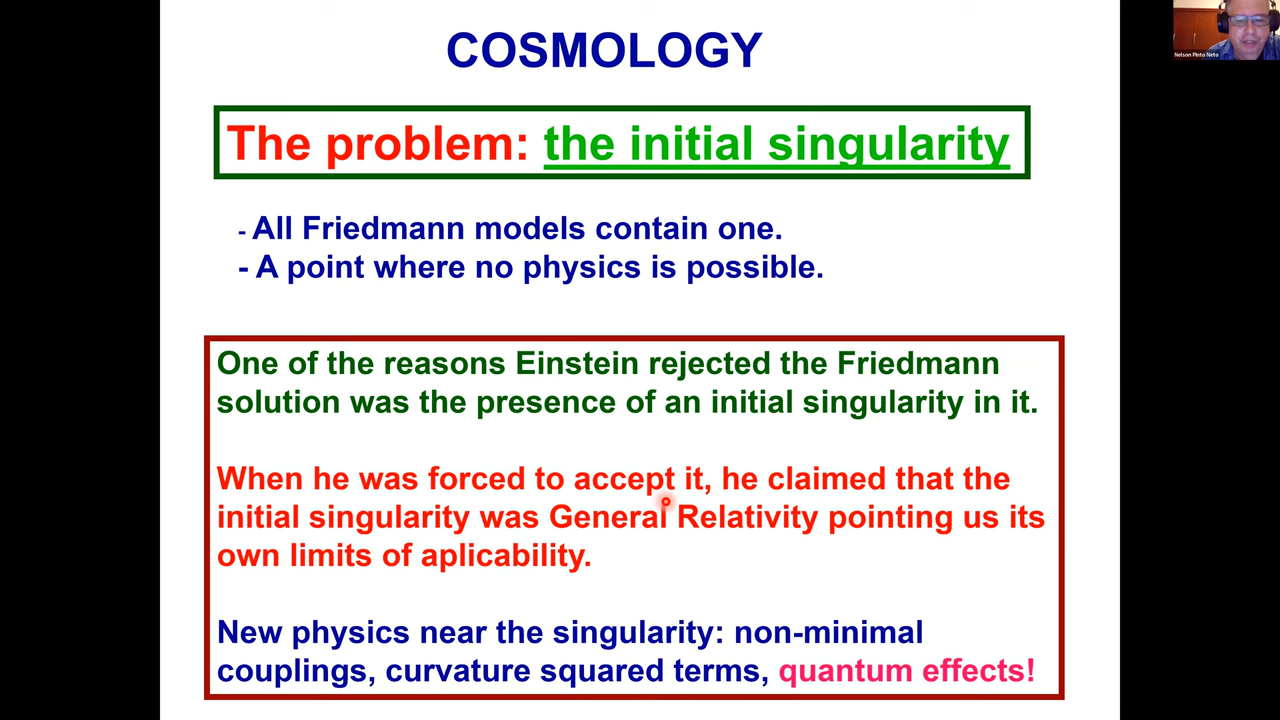 COSMOLOGY
Nelson Pinto Neto
The problem: the initial singularity
- All Friedmann models contain one.
- A point where no physics is possible.
One of the reasons Einstein rejected the Friedmann
solution was the presence of an initial singularity in it.
When he was forced to accept it, he claimed that the
initial singularity was General Relativity pointing us its
own limits of aplicability.
New physics near the singularity: non-minimal
couplings, curvature squared terms, quantum effects!